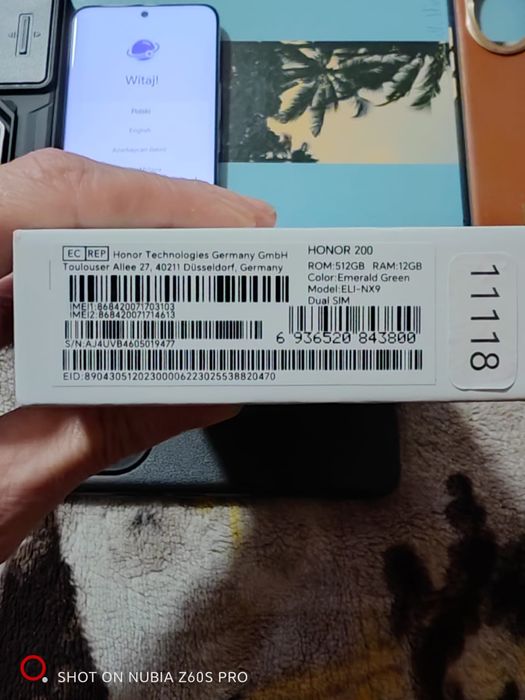 Witaj!
Polski
English
EC REP Honor Technologies Germany GmbH
Toulouser Allee 27, 40211 Düsseldorf, Germany
IMEI1:868420071703103
IMEI2:868420071714613
S/N:AJ4UVB4605019477
EID:89043051202300006223025538820470
HONOR 200
ROM:512GB RAM:12GB
Color:Emerald Green
Model:ELI-NX9
Dual SIM
6 936520 843800
11118
SHOT ON NUBIA Z60S PRO